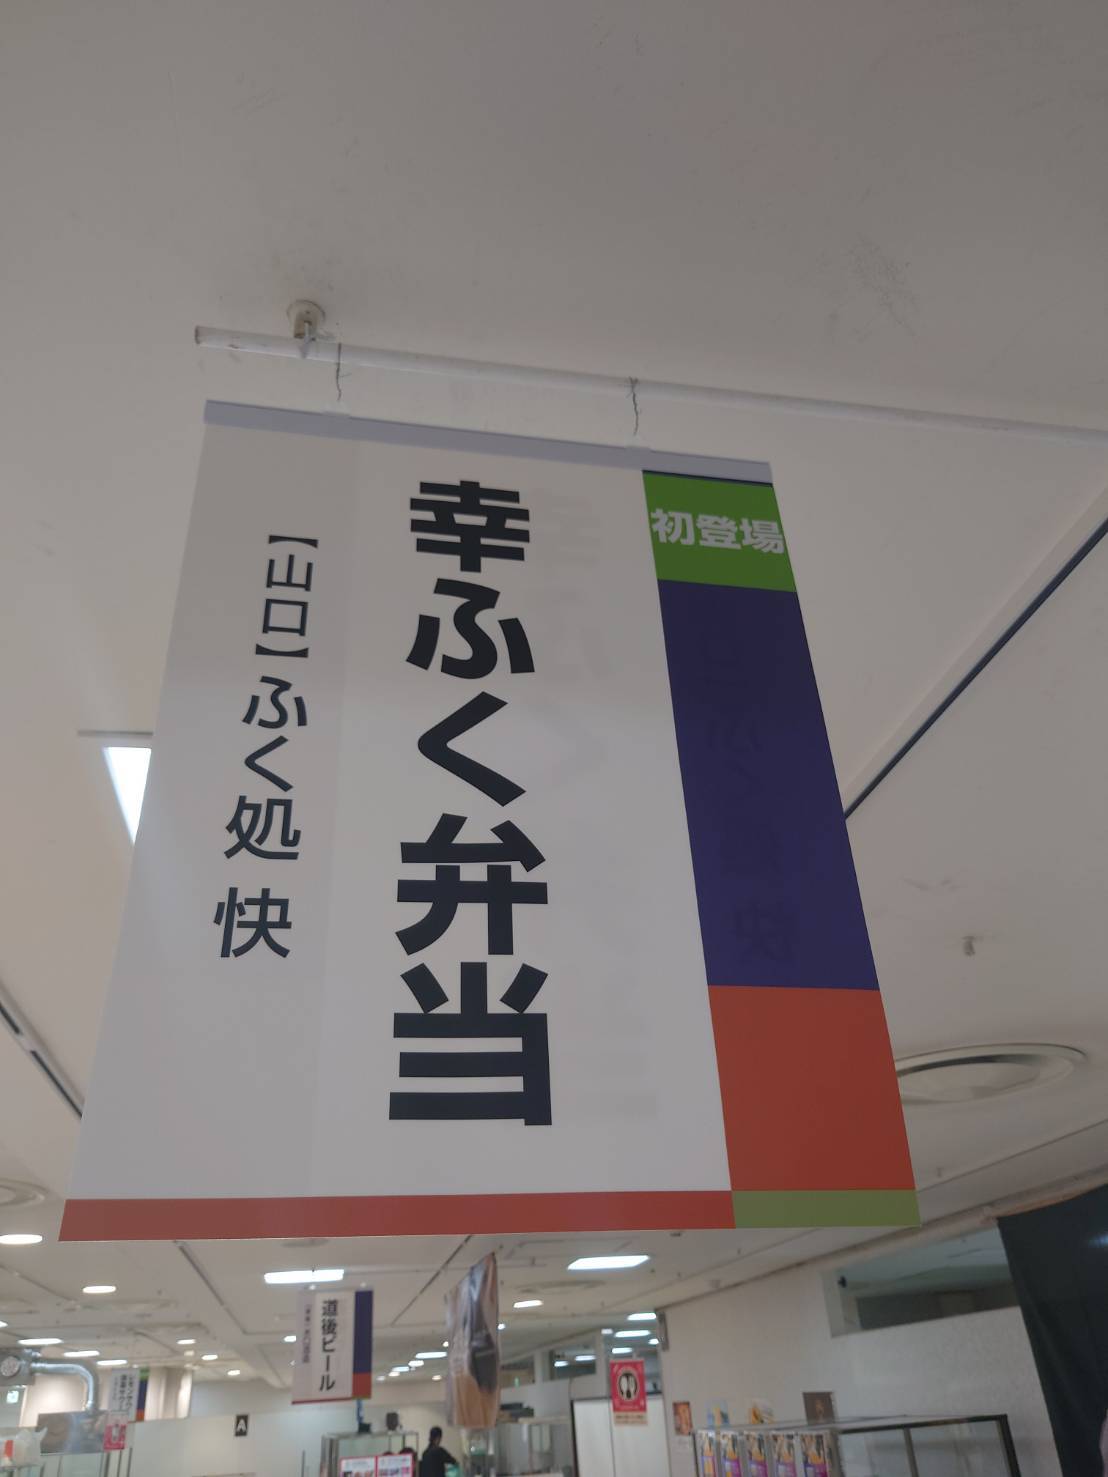 初登場
幸ふく弁当
【山口】ふく処 快
道後ビール
A